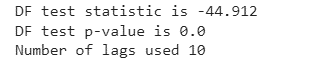 DF test statistic is -44.912
DF test p-value is 0.0
Number of lags used 10